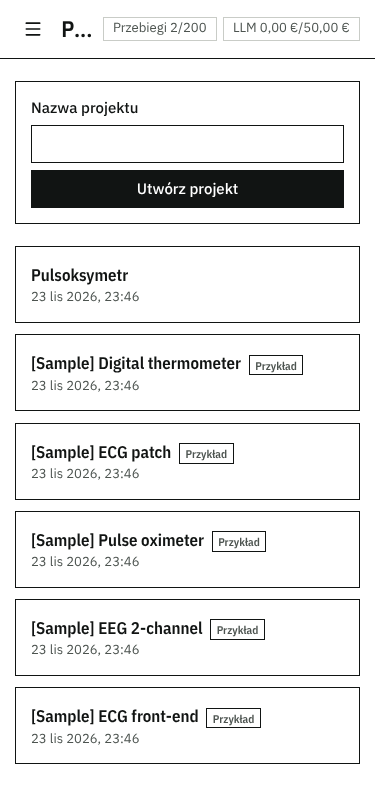 P...
Przebiegi 2/200
LLM 0,00 €/50,00 €
Nazwa projektu
Utwórz projekt
Pulsoksymetr
23 lis 2026, 23:46
[Sample] Digital thermometer Przykład
23 lis 2026, 23:46
[Sample] ECG patch Przykład
23 lis 2026, 23:46
[Sample] Pulse oximeter Przykład
23 lis 2026, 23:46
[Sample] EEG 2-channel Przykład
23 lis 2026, 23:46
[Sample] ECG front-end Przykład
23 lis 2026, 23:46